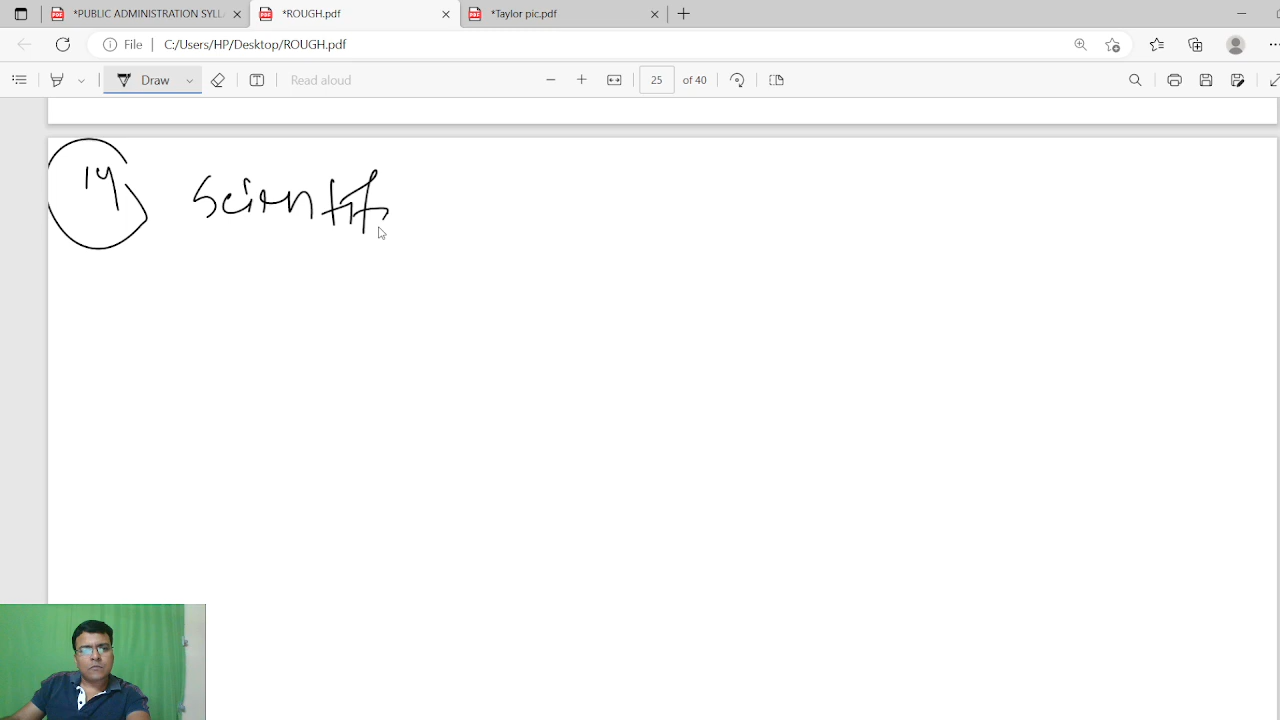 *PUBLIC ADMINISTRATION SYLLA
*ROUGH.pdf
*Taylor pic.pdf
File
C:/Users/HP/Desktop/ROUGH.pdf
Draw
Read aloud
25 of 40
14 Scientif